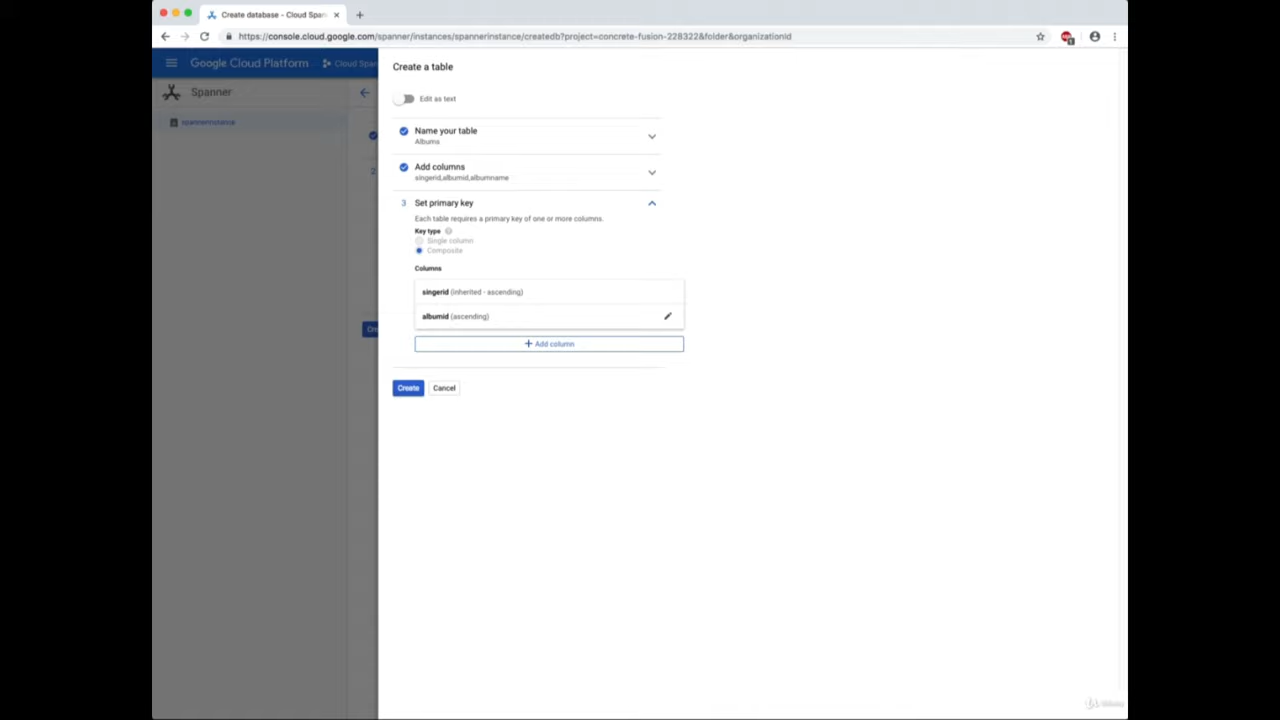 Create database - Cloud Span
https://console.cloud.google.com/spanner/instances/spannerinstance/createdb?project=concrete-fusion-228322&folder&organizationId
Google Cloud Platform
Cloud Span
Create a table
Spanner
Edit as text
spannerinstance
Name your table
Albums
Add columns
singerid,albumid,albumname
2
3 Set primary key
Each table requires a primary key of one or more columns.
Key type
Single column
Composite
Columns
singerid (inherited - ascending)
albumid (ascending)
Cre
+ Add column
Create Cancel